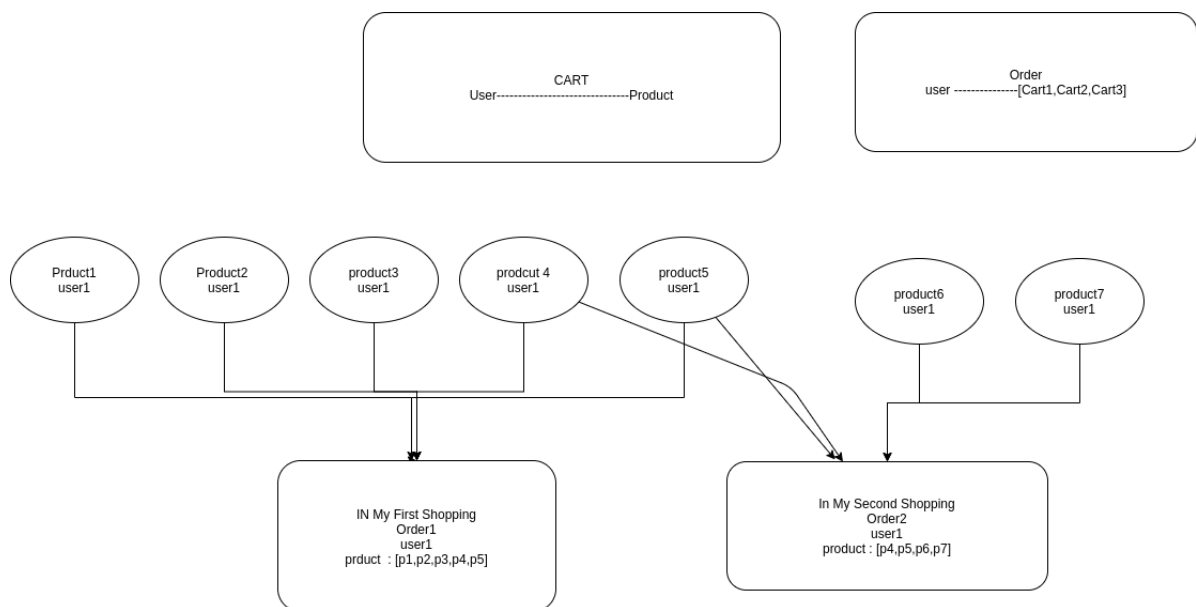 CART
User-------------------------------Product
Order
user ---------------[Cart1,Cart2,Cart3]
Prduct1
user1
Product2
user1
product3
user1
prodcut 4
user1
product5
user1
product6
user1
product7
user1
IN My First Shopping
Order1
user1
prduct  : [p1,p2,p3,p4,p5]
In My Second Shopping
Order2
user1
product : [p4,p5,p6,p7]